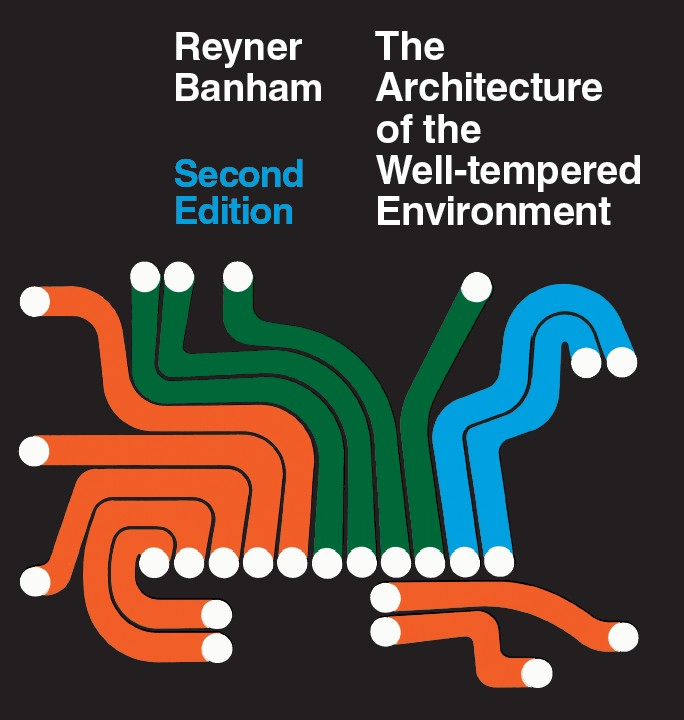 Reyner
Banham
Second
Edition
The
Architecture
of the
Well-tempered
Environment